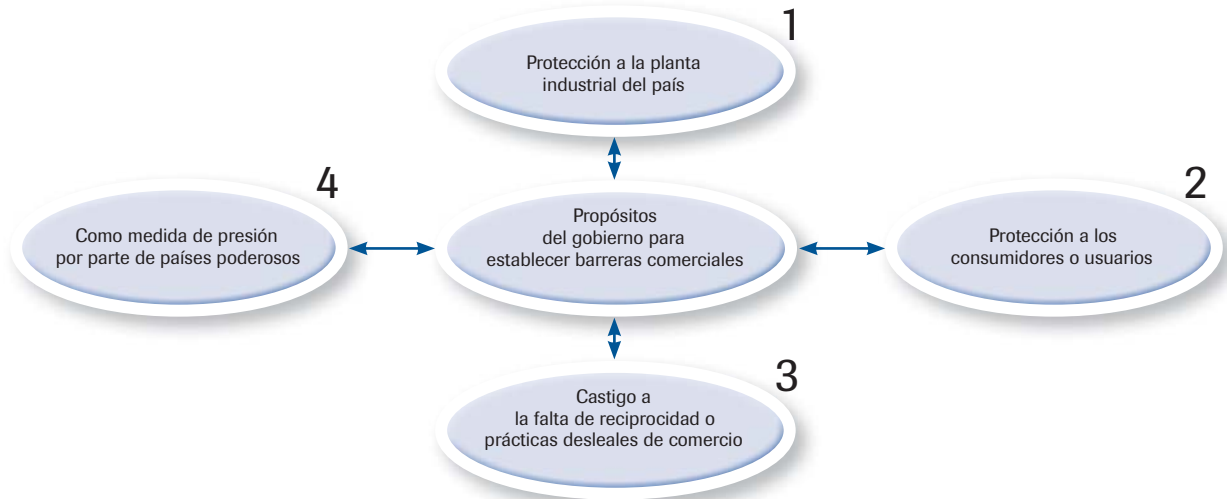 1
Protección a la planta
industrial del país
4
Como medida de presión
por parte de países poderosos
Propósitos
del gobierno para
establecer barreras comerciales
2
Protección a los
consumidores o usuarios
3
Castigo a
la falta de reciprocidad o
prácticas desleales de comercio